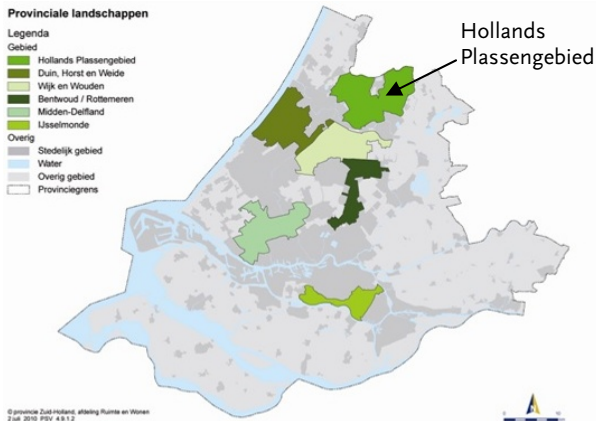 Provinciale landschappen
Legenda
Gebied
Hollands Plassengebied
Duin, Horst en Weide
Wijk en Wouden
Bentwoud / Rottemeren
Midden-Delfland
IJsselmonde
Overig
Stedelijk gebied
Water
Overig gebied
Provinciegrens
Hollands
Plassengebied
© provincie Zuid-Holland, afdeling Ruimte en Wonen
2 juli 2010 PSV 4.9.1.2
0
10